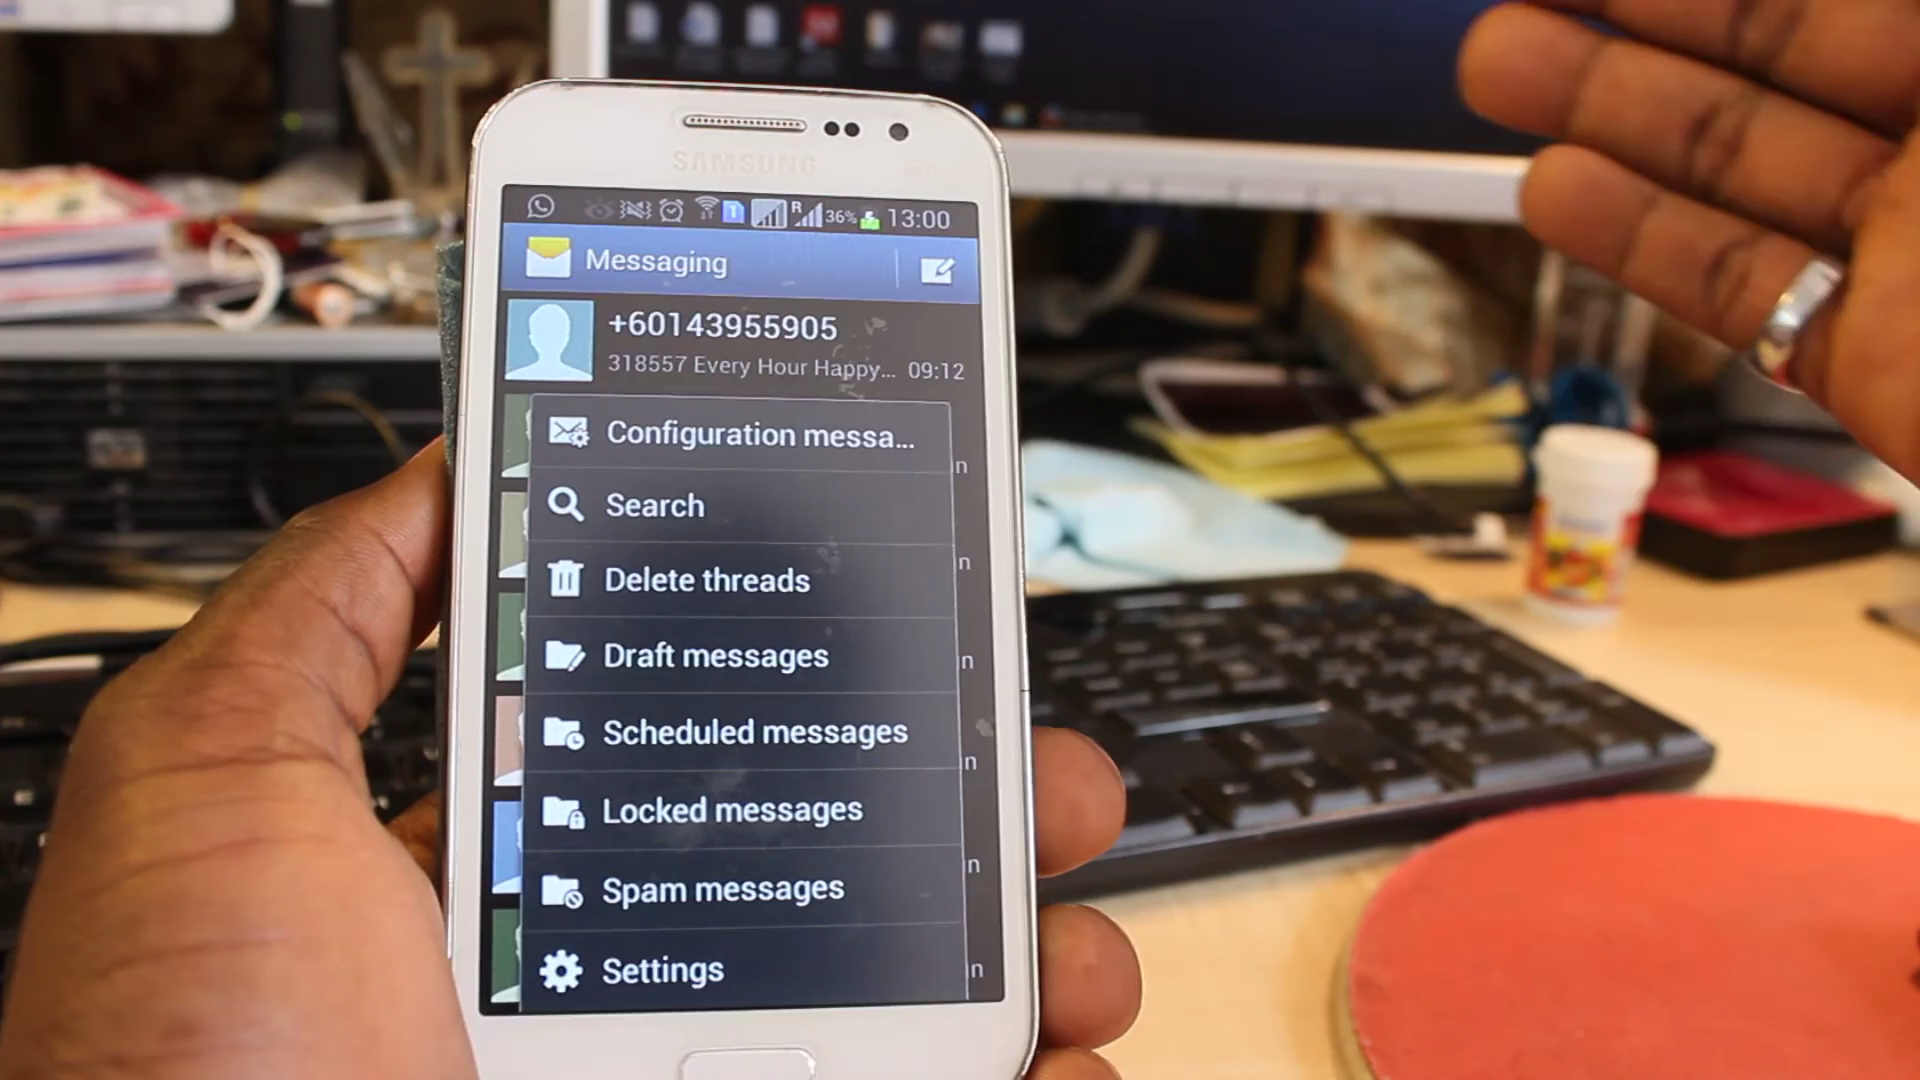 SAMSUNG
1 R 36% 13:00
Messaging
+60143955905
318557 Every Hour Happy... 09:12
Configuration messa...
Search
Delete threads
Draft messages
Scheduled messages
Locked messages
Spam messages
Settings